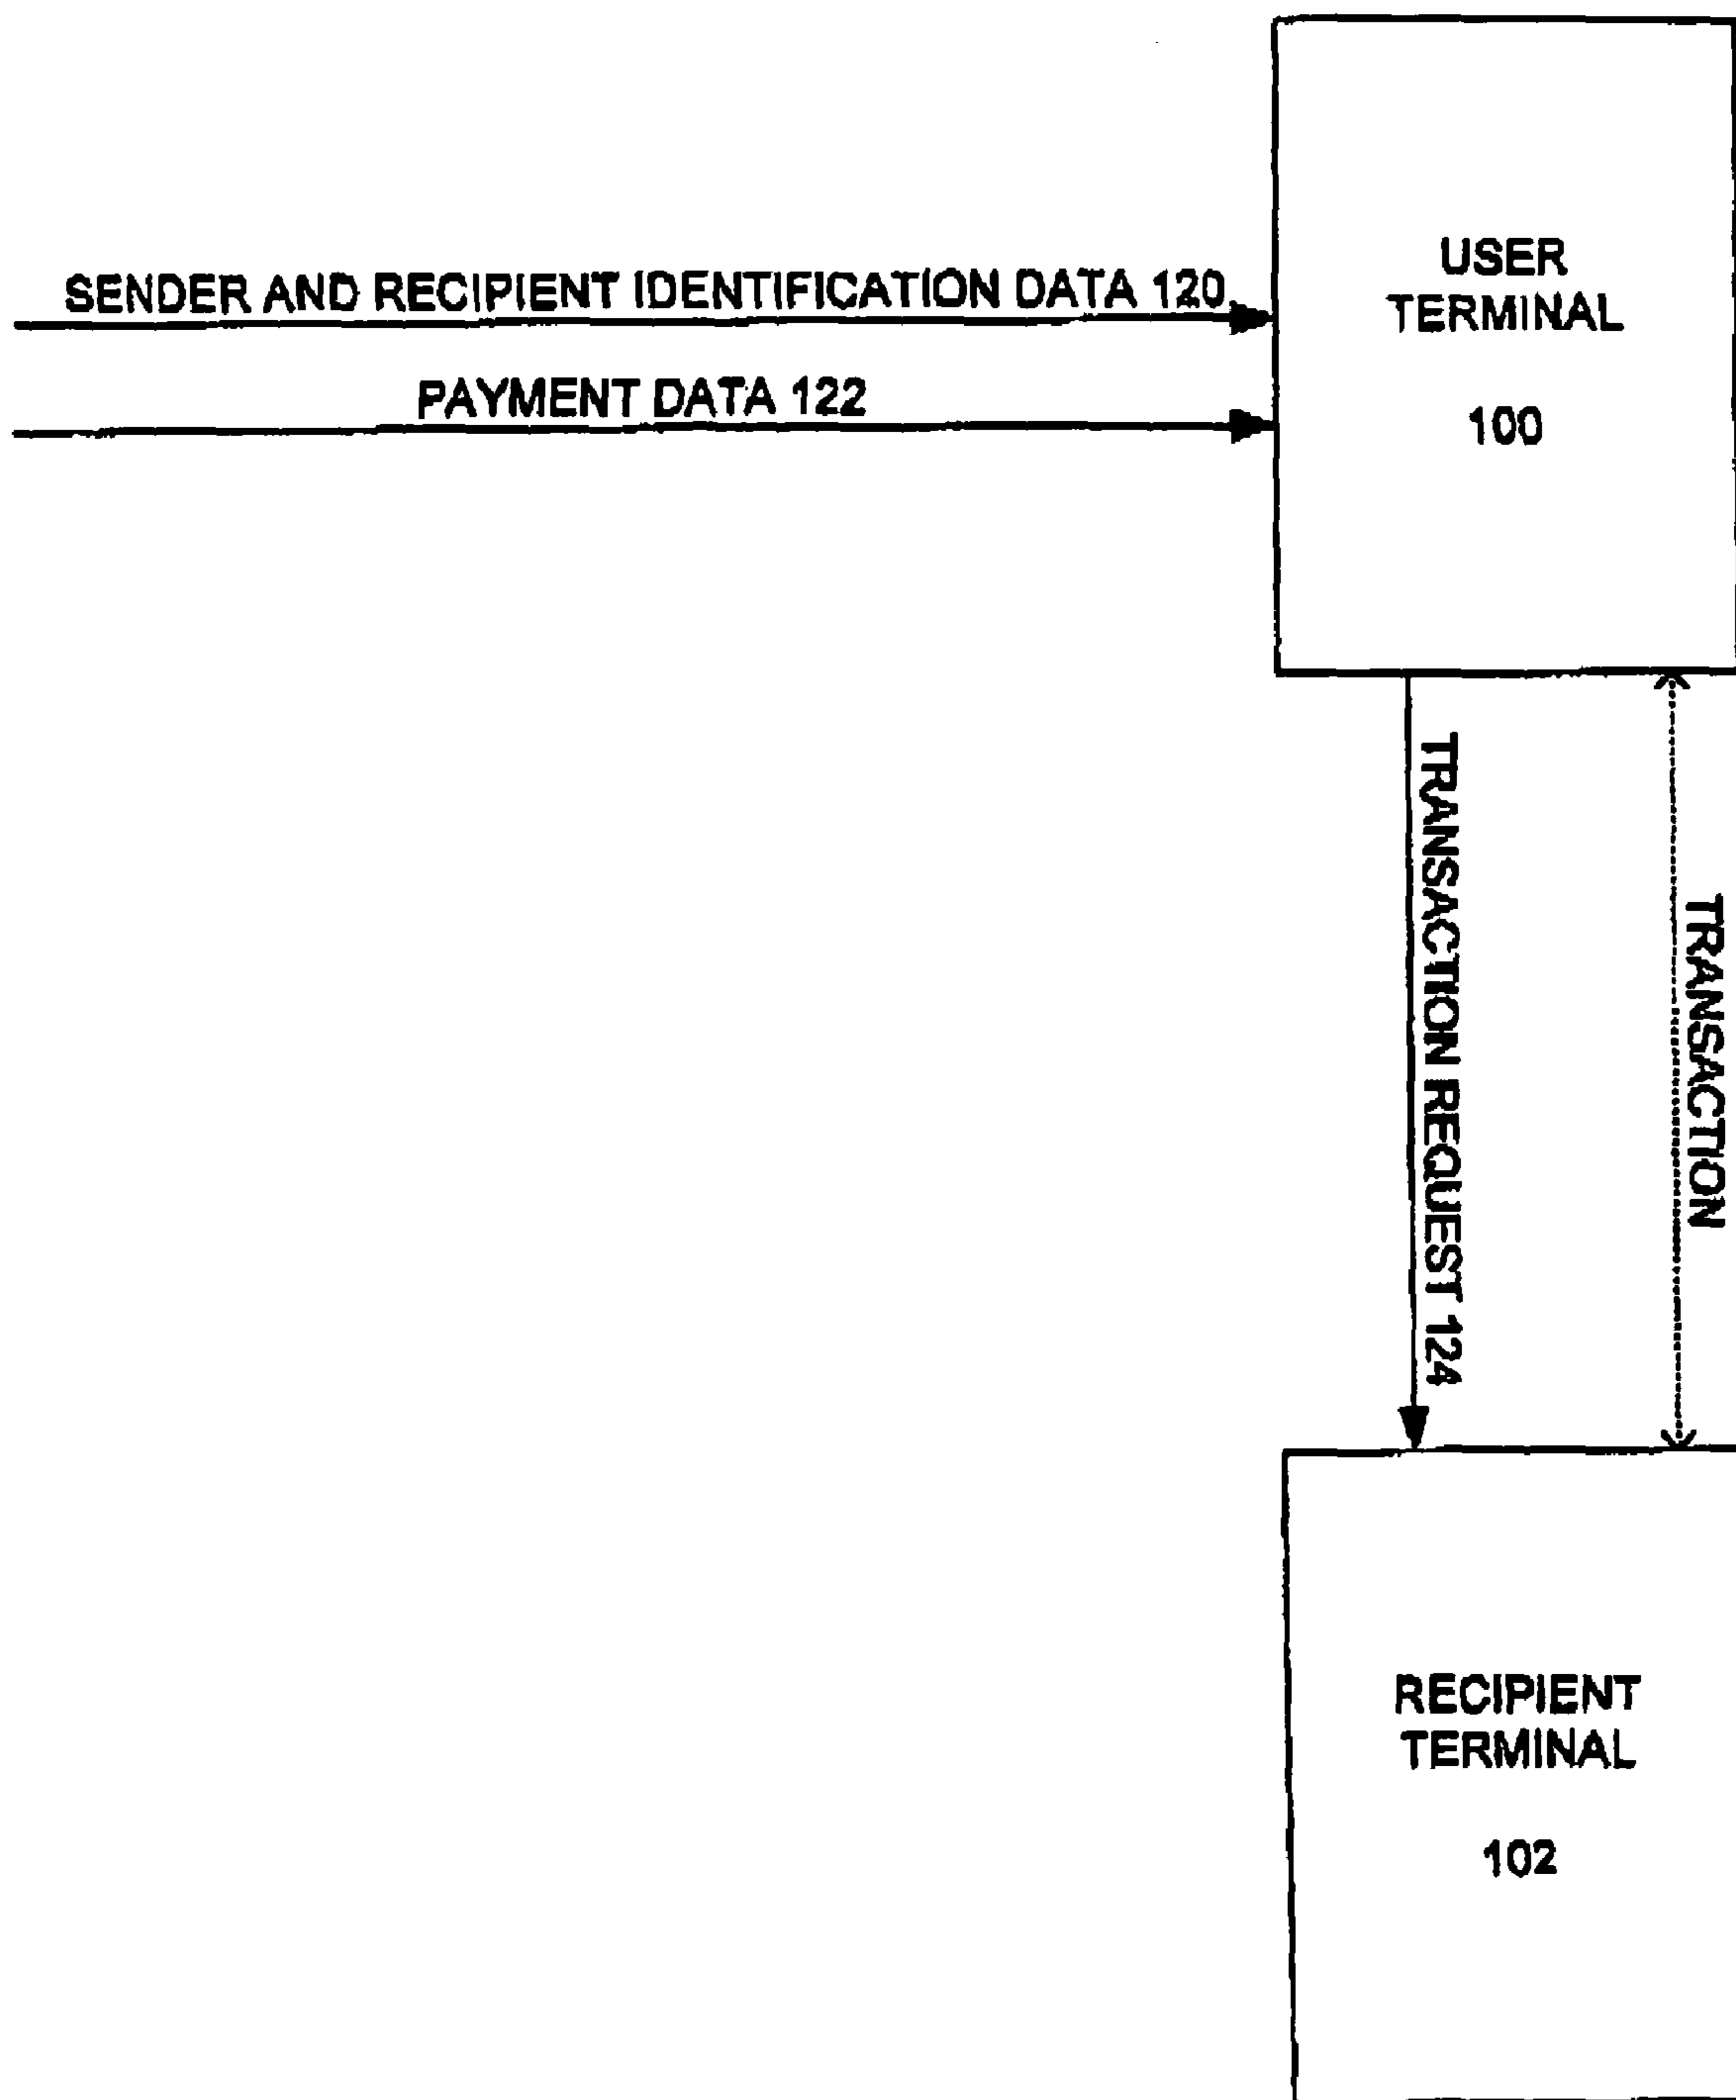 USER
TERMINAL
100
SENDER AND RECIPIENT IDENTIFICATION DATA 120
PAYMENT DATA 122
TRANSACTION REQUEST 124
TRANSACTION
RECIPIENT
TERMINAL
102